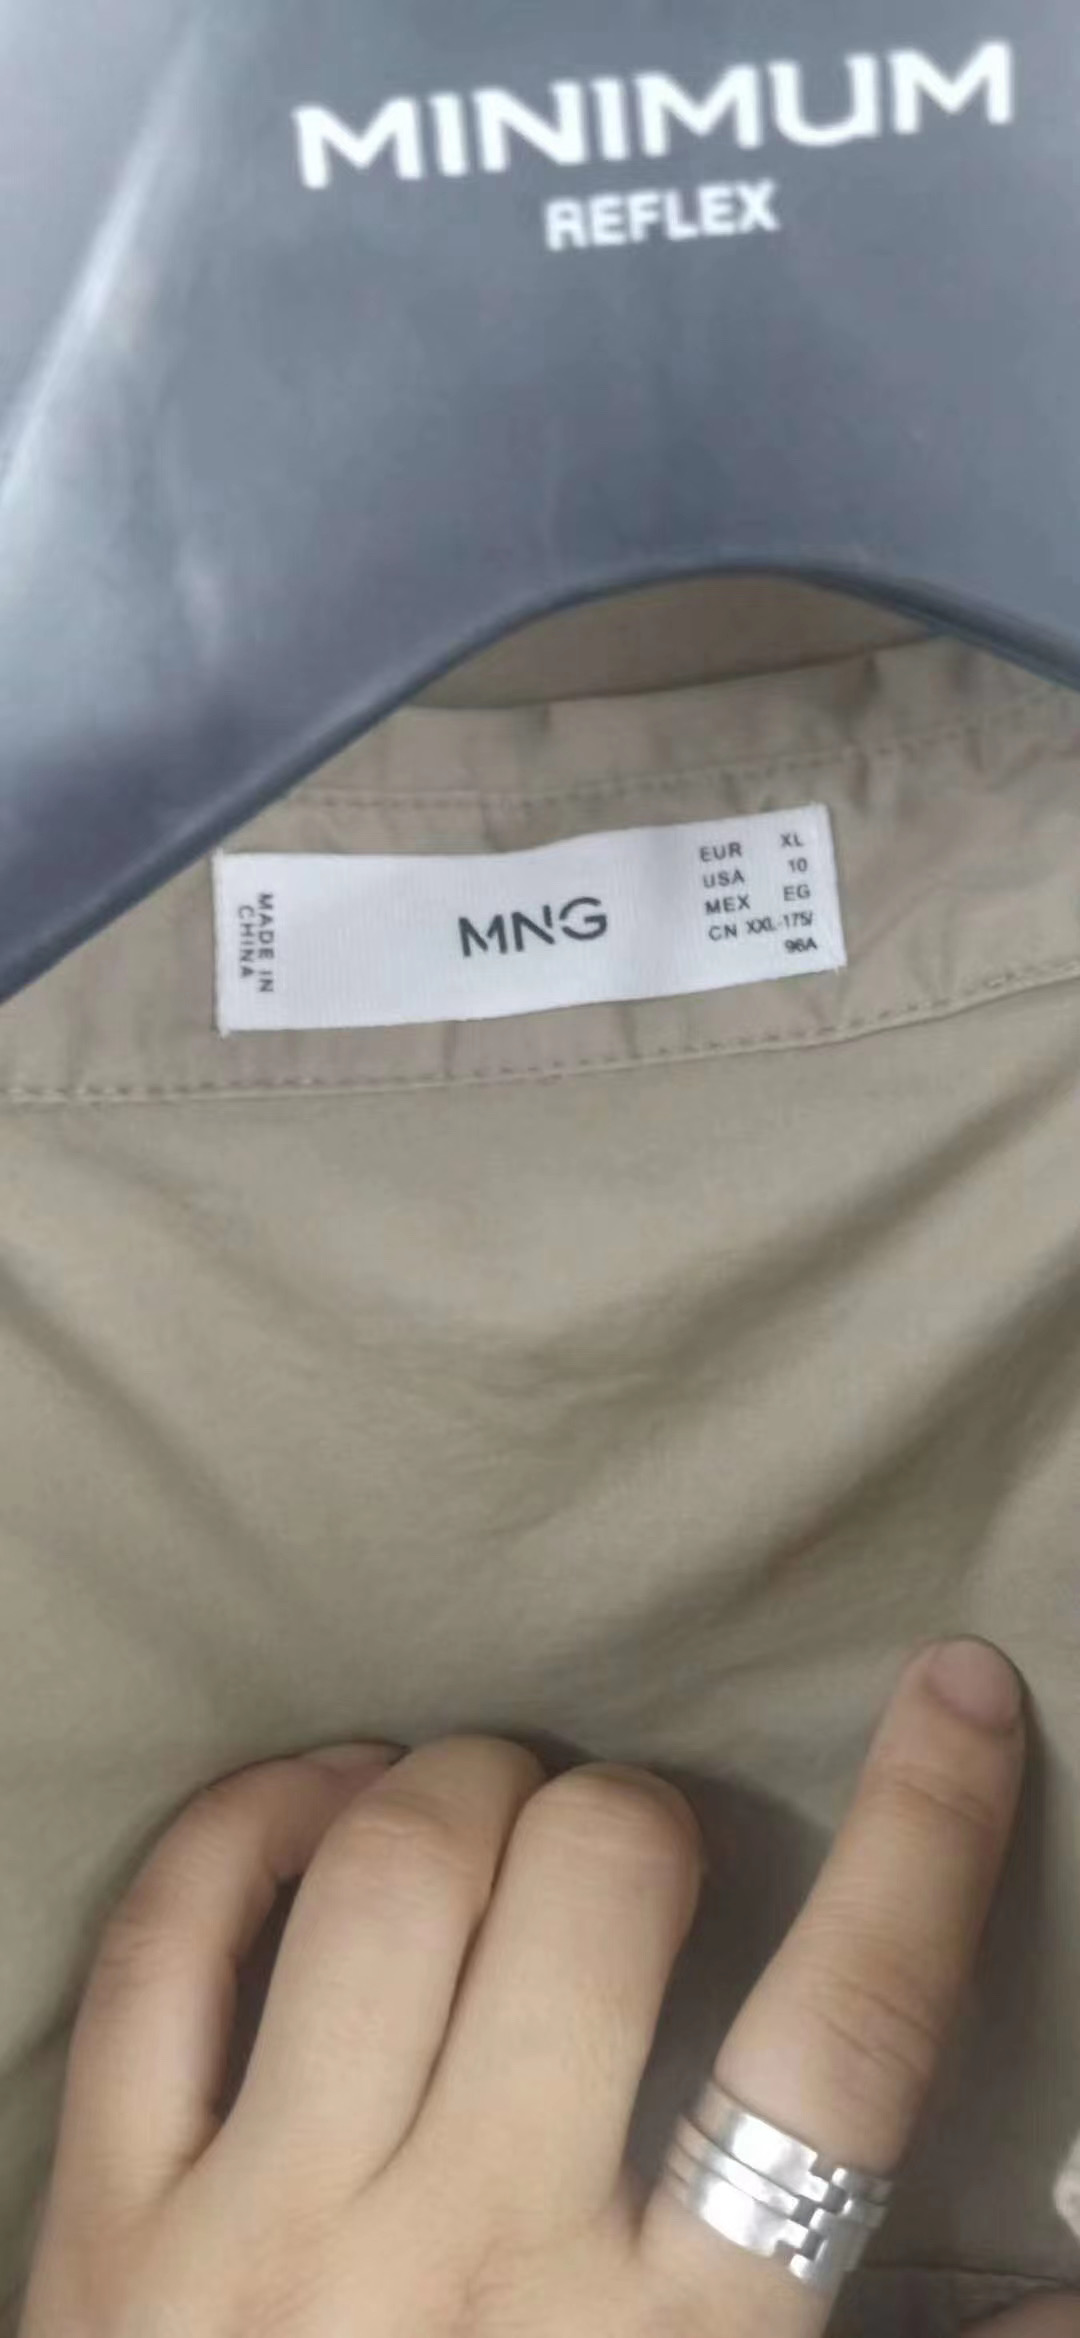 MINIMUM
REFLEX
MADE IN
CHINA
MNG
EUR XL
USA 10
MEX EG
CN XXL-175/
96A